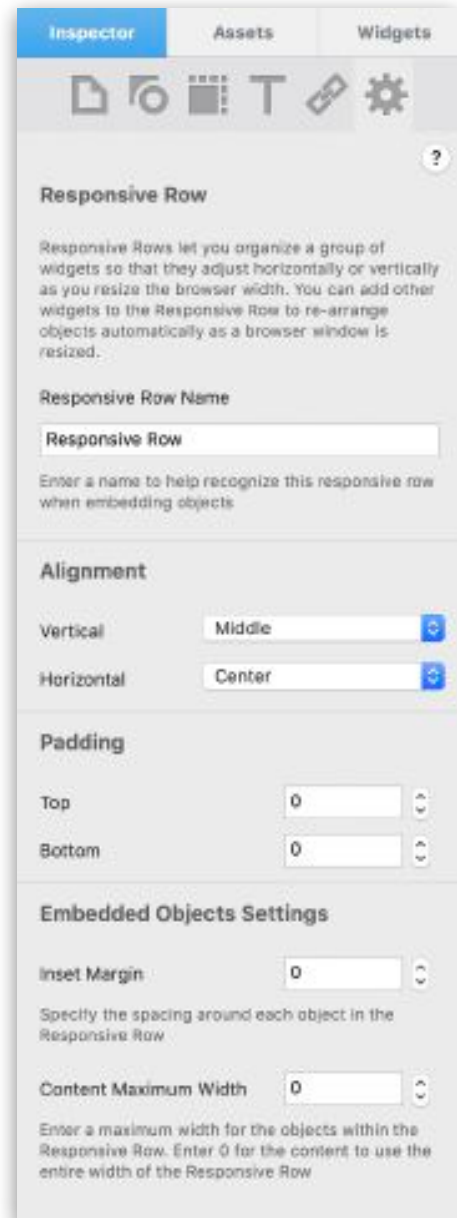 Inspector Assets Widgets
?
Responsive Row
Responsive Rows let you organize a group of
widgets so that they adjust horizontally or vertically
as you resize the browser width. You can add other
widgets to the Responsive Row to re-arrange
objects automatically as a browser window is
resized.
Responsive Row Name
Responsive Row
Enter a name to help recognize this responsive row
when embedding objects
Alignment
Vertical Middle
Horizontal Center
Padding
Top 0
Bottom 0
Embedded Objects Settings
Inset Margin 0
Specify the spacing around each object in the
Responsive Row
Content Maximum Width 0
Enter a maximum width for the objects within the
Responsive Row. Enter 0 for the content to use the
entire width of the Responsive Row